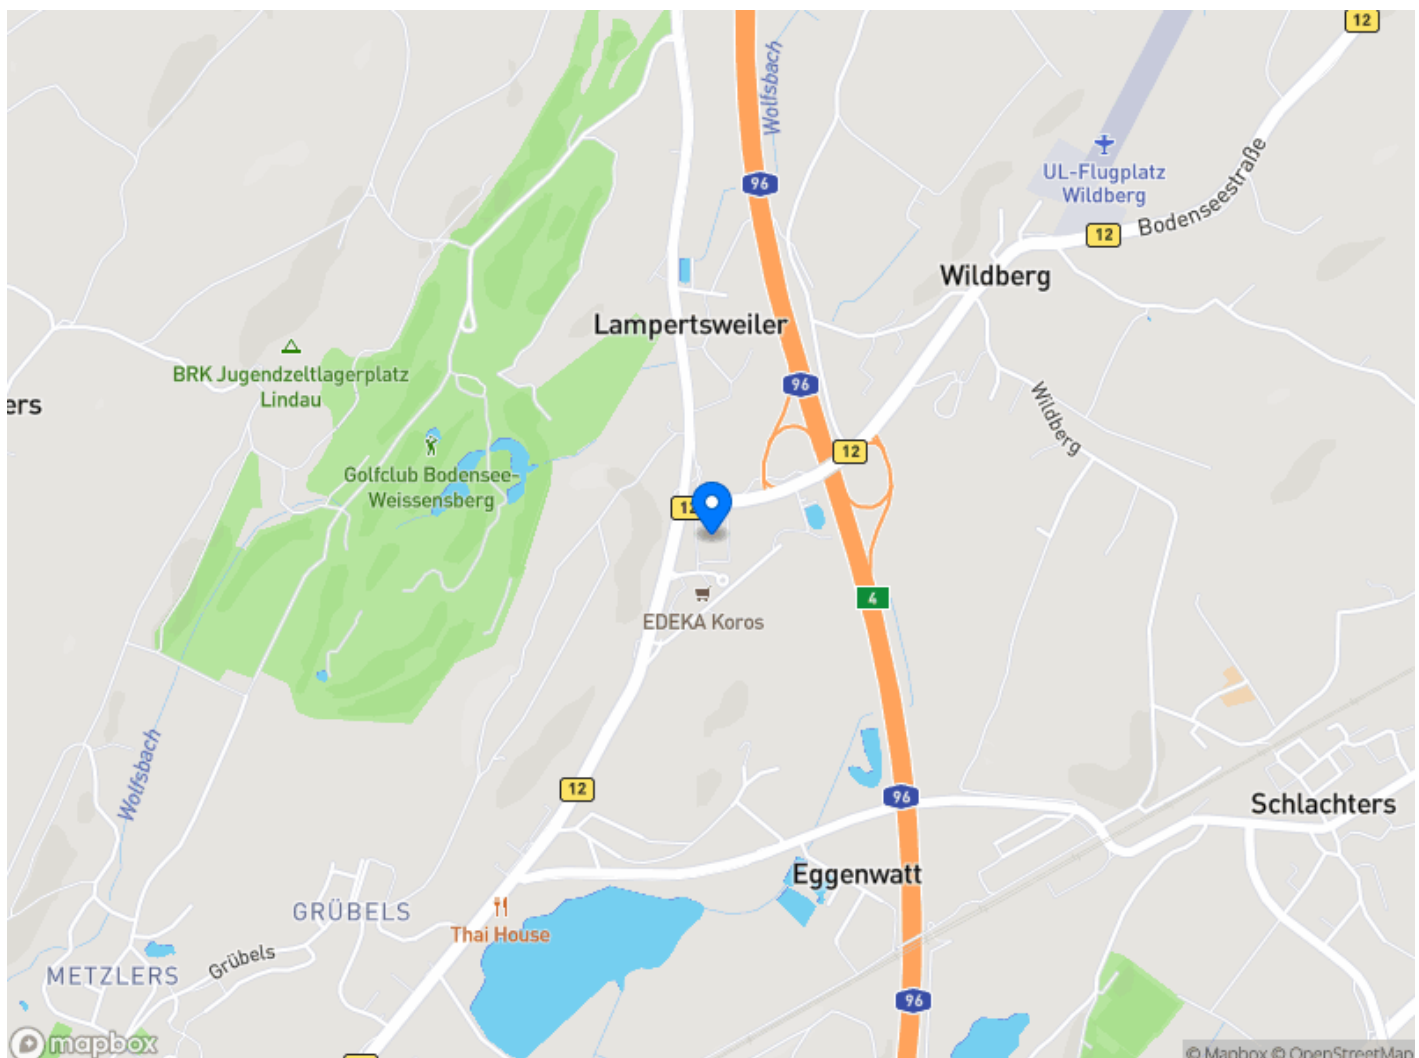 12
Wolfsbach
96
UL-Flugplatz
Wildberg
Bodenseestraße
12
Wildberg
Lampertsweiler
BRK Jugendzeltlagerplatz
Lindau
96
ers
Wildberg
12
Golfclub Bodensee-
Weissensberg
12
4
EDEKA Koros
Wolfsbach
12
96
Schlachters
Eggenwatt
GRÜBELS
Thai House
Grübels
METZLERS
96
mapbox
© Mapbox © OpenStreetMap